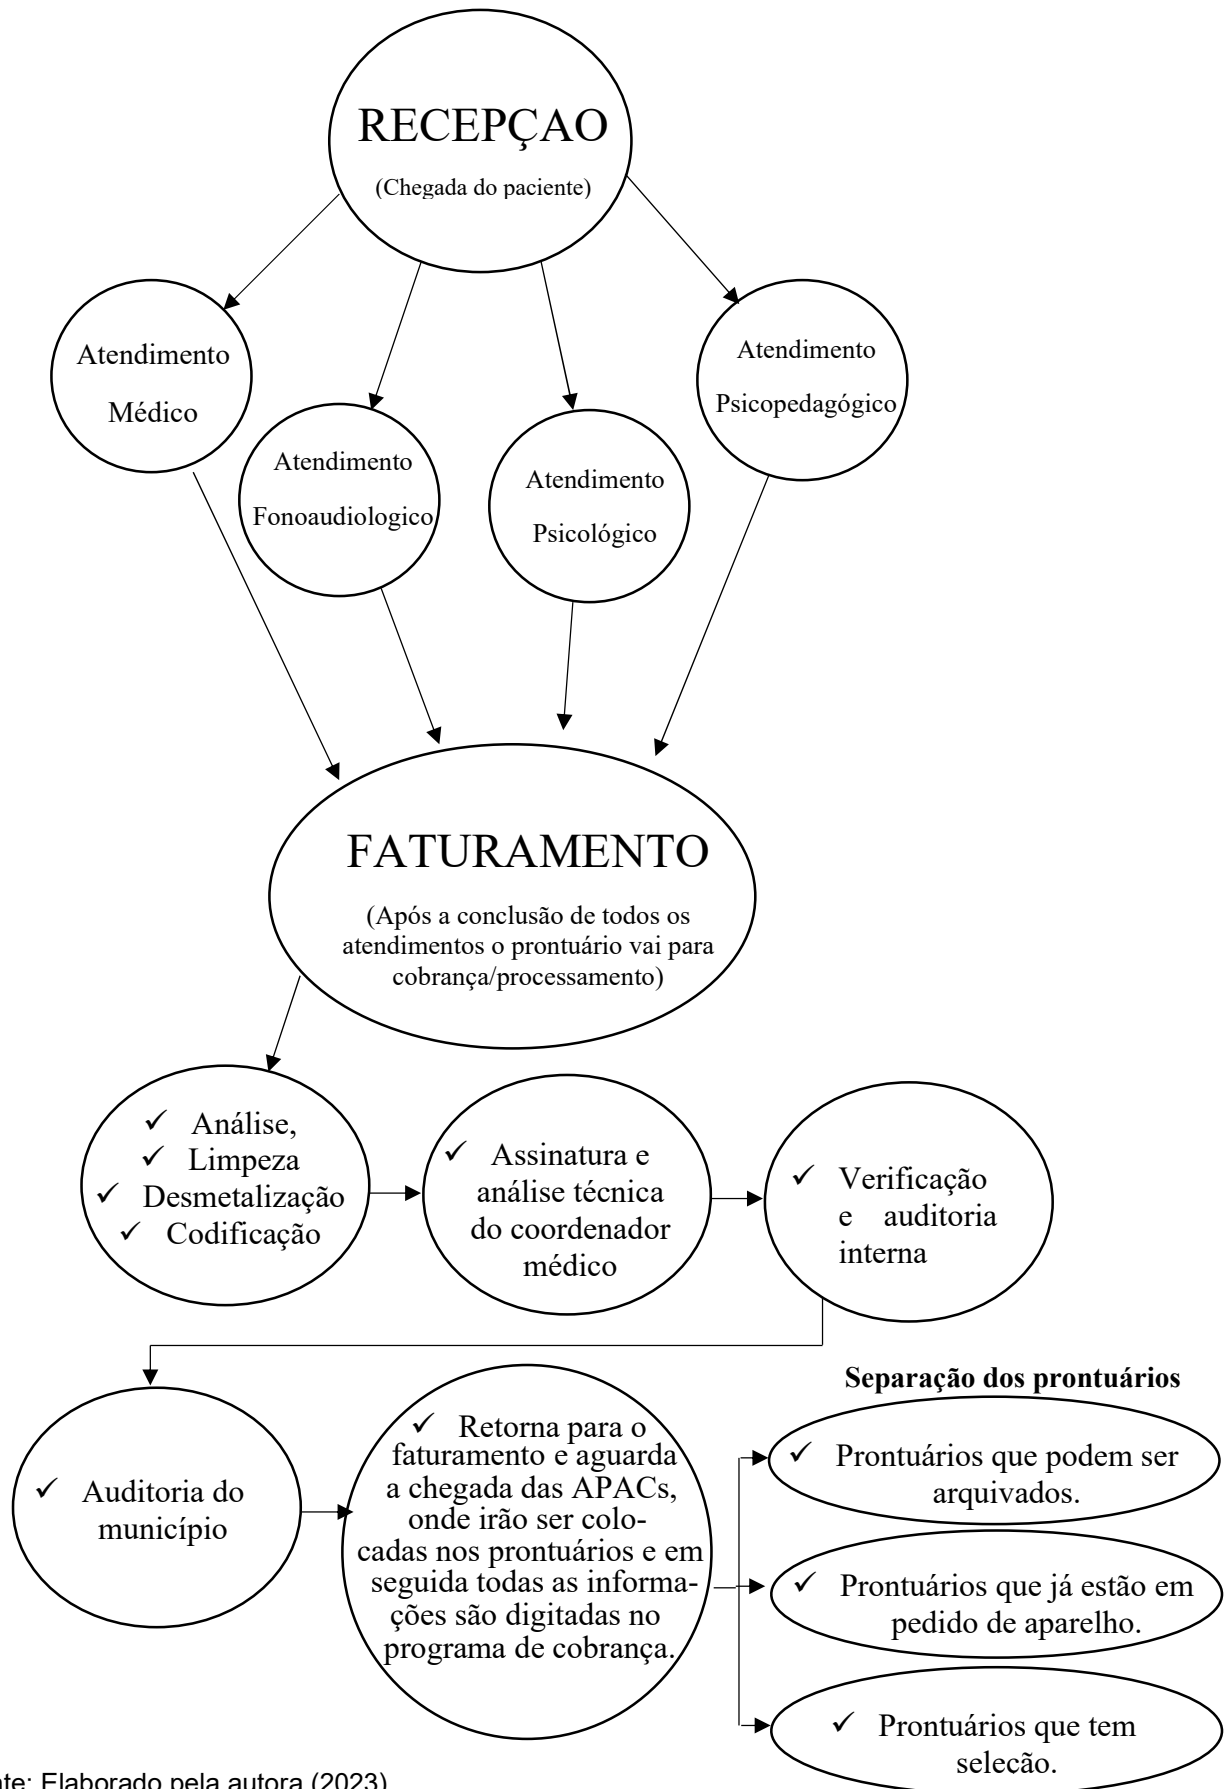 RECEPÇAO
(Chegada do paciente)
Atendimento
Médico
Atendimento
Fonoaudiologico
Atendimento
Psicológico
Atendimento
Psicopedagógico
FATURAMENTO
(Após a conclusão de todos os
atendimentos o prontuário vai para
cobrança/processamento)
✓ Análise,
✓ Limpeza
✓ Desmetalização
✓ Codificação
✓ Assinatura e
análise técnica
do coordenador
médico
✓ Verificação
e auditoria
interna
✓ Auditoria do
município
✓ Retorna para o
faturamento e aguarda
a chegada das APACs,
onde irão ser colo-
cadas nos prontuários e em
seguida todas as informa-
ções são digitadas no
programa de cobrança.
Separação dos prontuários
✓ Prontuários que podem ser
arquivados.
✓ Prontuários que já estão em
pedido de aparelho.
✓ Prontuários que tem
seleção.
te: Elaborado pela autora (2023)